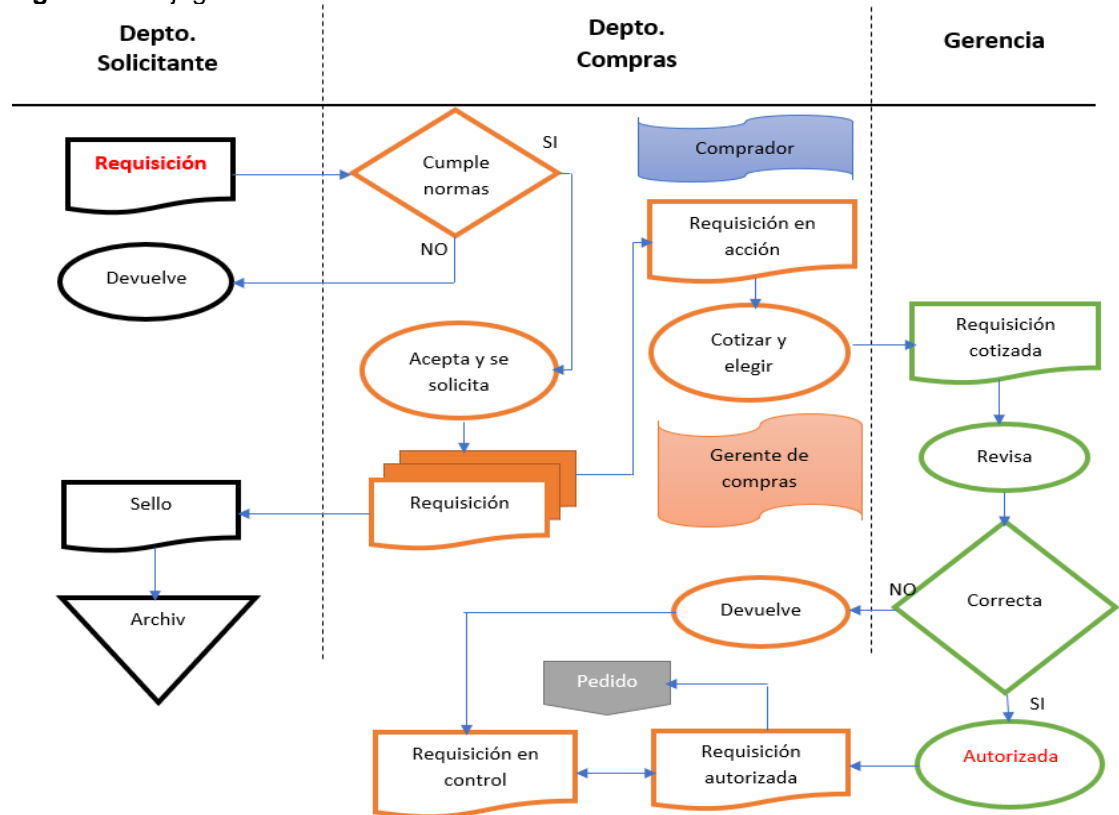 Depto.
Solicitante
Depto.
Compras
Gerencia
Requisición
Cumple
normas
SI
NO
Devuelve
Comprador
Requisición en
acción
Acepta y se
solicita
Cotizar y
elegir
Requisición
cotizada
Gerente de
compras
Revisa
Sello
Requisición
Archiv
Devuelve
NO
Correcta
SI
Pedido
Requisición en
control
Requisición
autorizada
Autorizada